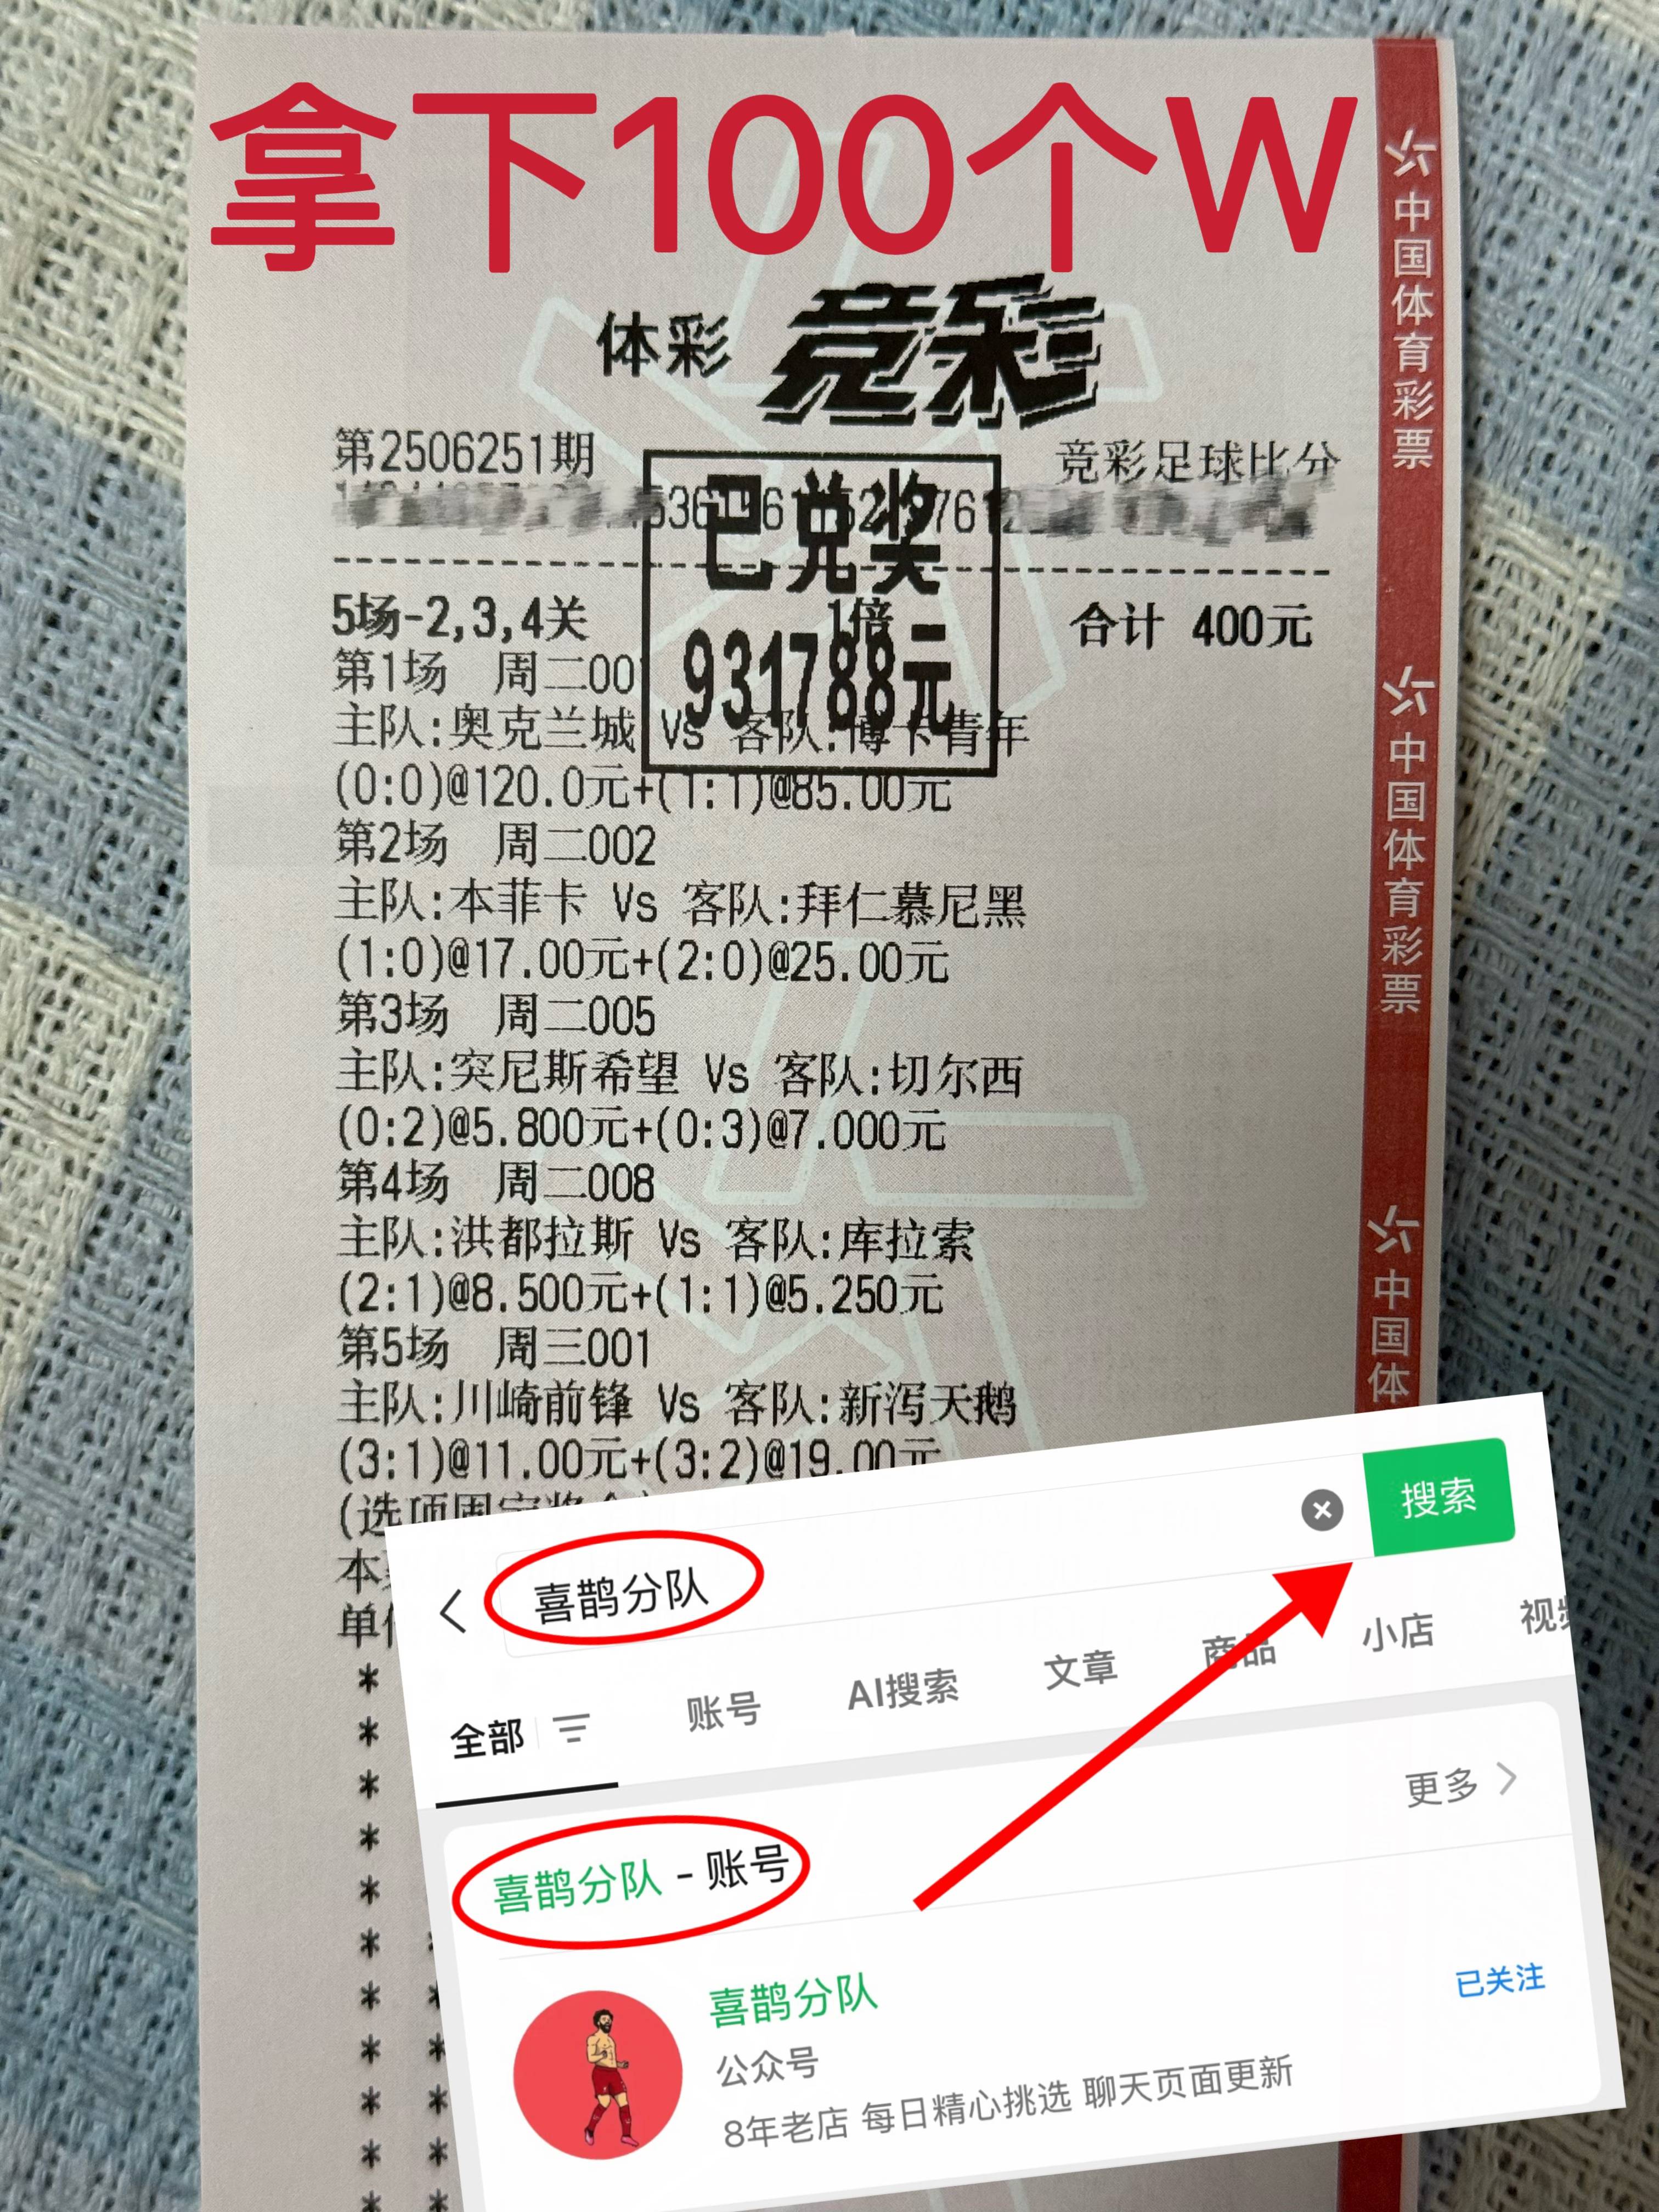 拿下100个W
体彩 竞彩
第2506251期
竞彩足球比分
已兑奖
931788元
5场-2,3,4关
1倍
合计 400元
第1场 周二00
主队:奥克兰城 Vs 客队:博卡青年
(0:0)@120.0元+(1:1)@85.00元
第2场 周二002
主队:本菲卡 Vs 客队:拜仁慕尼黑
(1:0)@17.00元+(2:0)@25.00元
第3场 周二005
主队:突尼斯希望 Vs 客队:切尔西
(0:2)@5.800元+(0:3)@7.000元
第4场 周二008
主队:洪都拉斯 Vs 客队:库拉索
(2:1)@8.500元+(1:1)@5.250元
第5场 周三001
主队:川崎前锋 Vs 客队:新泻天鹅
(3:1)@11.00元+(3:2)@19.00元
(选项固定奖金
本
单
中国体育彩票
中国体育彩票
中国体
喜鹊分队
搜索
全部 账号 AI搜索 文章 商品 小店 视频
喜鹊分队 - 账号
更多
喜鹊分队
已关注
公众号
8年老店 每日精心挑选 聊天页面更新